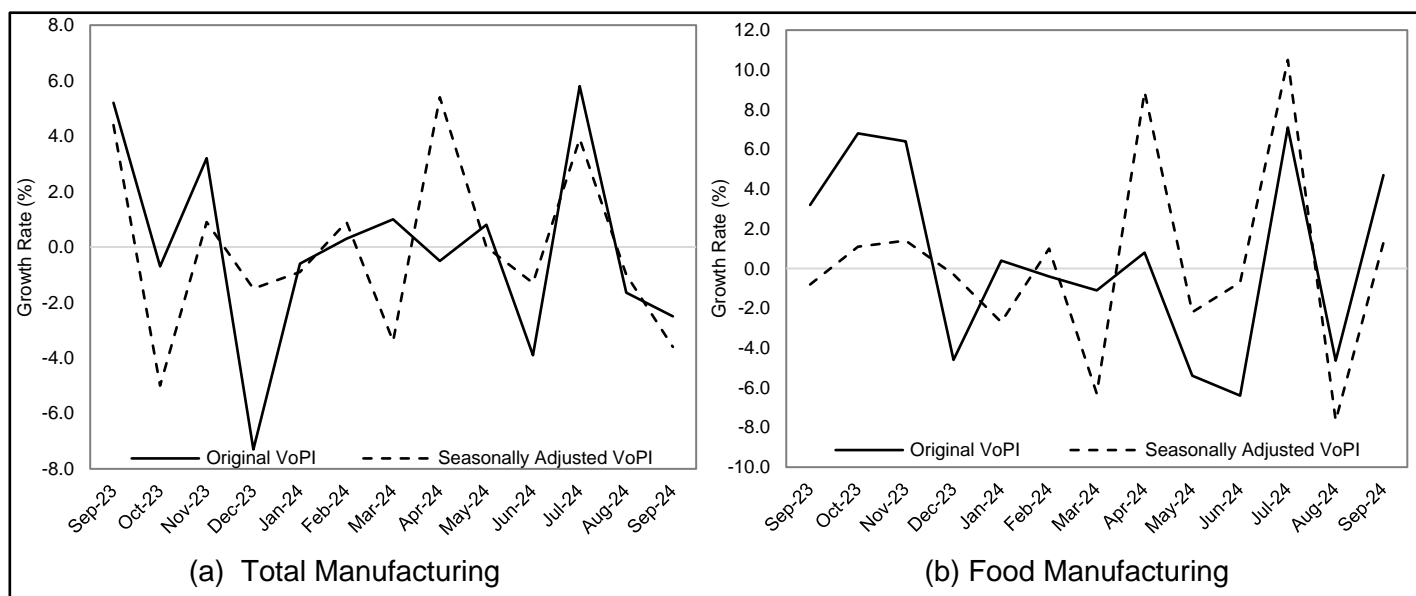 8.0
6.0
4.0
2.0
0.0
-2.0
-4.0
-6.0
-8.0
Growth Rate (%)
Original VoPI
Seasonally Adjusted VoPI
Sep-23
Oct-23
Nov-23
Dec-23
Jan-24
Feb-24
Mar-24
Apr-24
May-24
Jun-24
Jul-24
Aug-24
Sep-24
(a) Total Manufacturing
12.0
10.0
8.0
6.0
4.0
2.0
0.0
-2.0
-4.0
-6.0
-8.0
-10.0
Growth Rate (%)
Original VoPI
Seasonally Adjusted VoPI
Sep-23
Oct-23
Nov-23
Dec-23
Jan-24
Feb-24
Mar-24
Apr-24
May-24
Jun-24
Jul-24
Aug-24
Sep-24
(b) Food Manufacturing